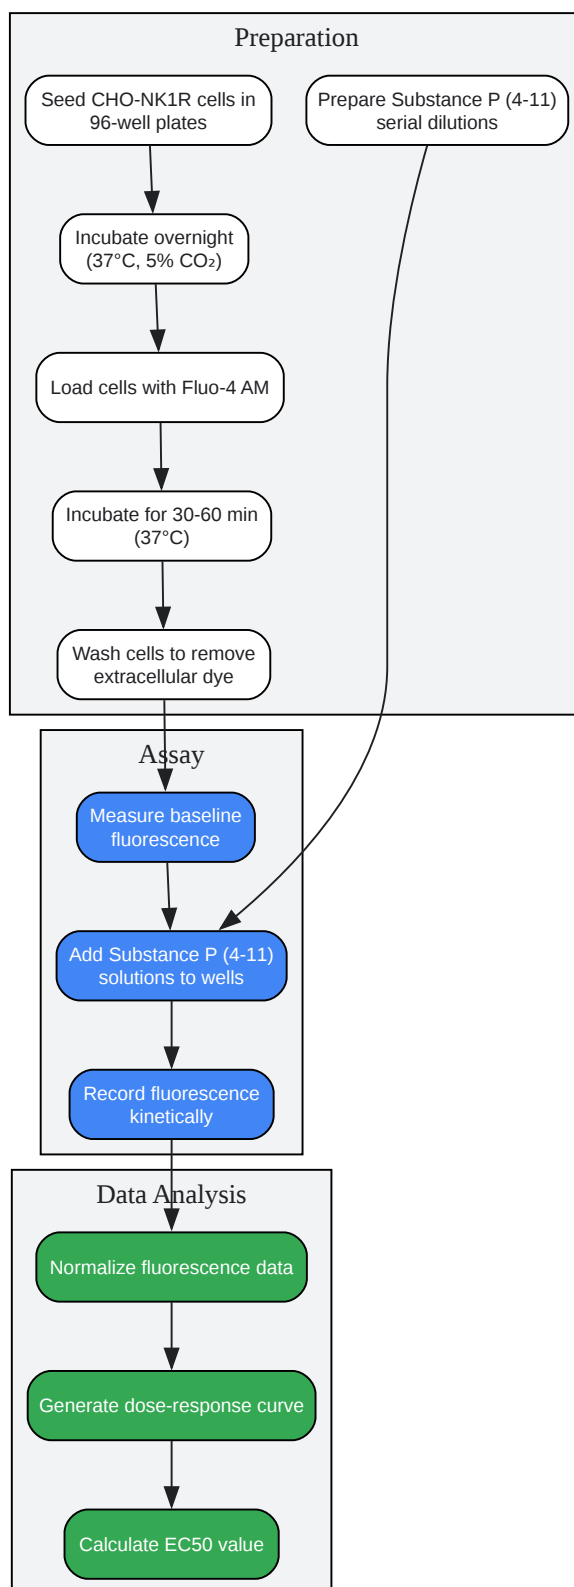 Preparation
Seed CHO-NK1R cells in
96-well plates
Prepare Substance P (4-11)
serial dilutions
Incubate overnight
(37°C, 5% CO₂)
Load cells with Fluo-4 AM
Incubate for 30-60 min
(37°C)
Wash cells to remove
extracellular dye
Assay
Measure baseline
fluorescence
Add Substance P (4-11)
solutions to wells
Record fluorescence
kinetically
Data Analysis
Normalize fluorescence data
Generate dose-response curve
Calculate EC50 value